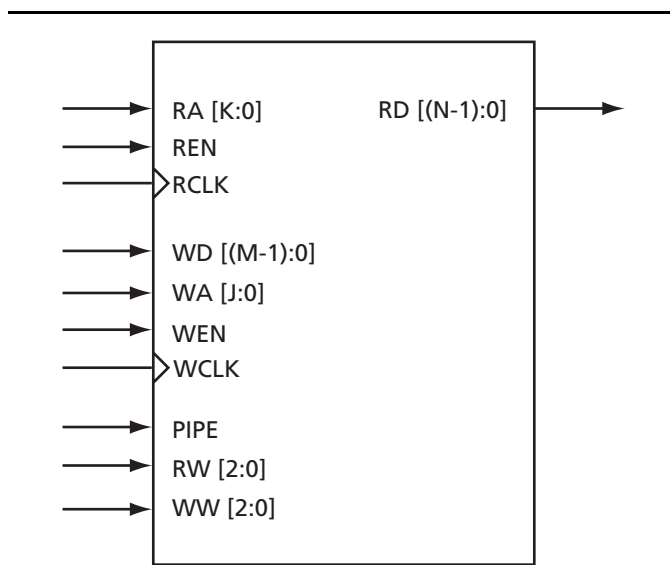 RA [K:0] RD [(N-1):0]
REN
RCLK
WD [(M-1):0]
WA [J:0]
WEN
WCLK
PIPE
RW [2:0]
WW [2:0]